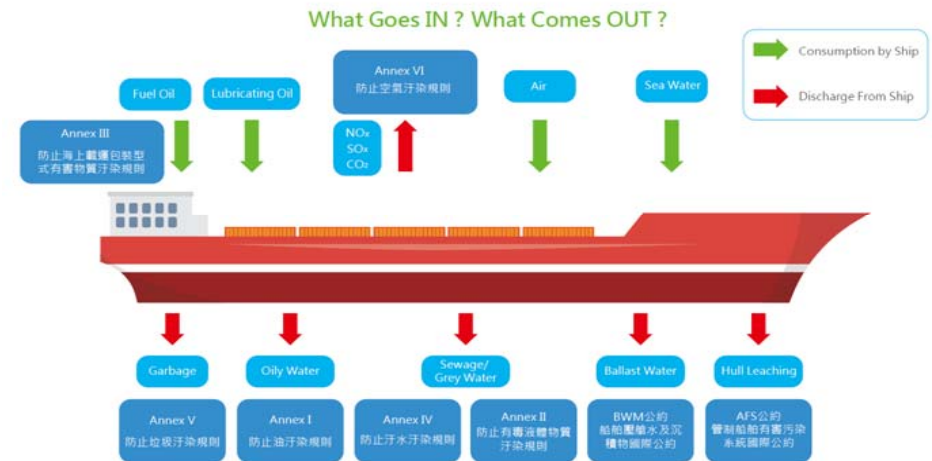 What Goes IN ? What Comes OUT ?
Consumption by Ship
Discharge From Ship
Fuel Oil
Lubricating Oil
Annex VI
防止空氣汙染規則
Air
Sea Water
Annex III
防止海上載運包裝型
式有害物質汙染規則
NOx
SOx
CO2
Garbage
Oily Water
Sewage/
Grey Water
Ballast Water
Hull Leaching
Annex V
防止垃圾汙染規則
Annex I
防止油汙染規則
Annex IV
防止汙水汙染規則
Annex II
防止有毒液體物質
汙染規則
BWM公約
船舶壓艙水及沉
積物國際公約
AFS公約
管制船舶有害污染
系統國際公約